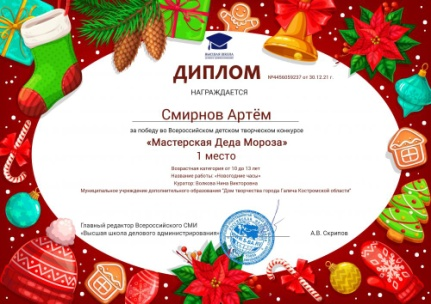 ВЫСШАЯ ШКОЛА
ДИПЛОМ
№4456059237 от 30.12.21 г.
НАГРАЖДАЕТСЯ
Смирнов Артём
за победу во Всероссийском детском творческом конкурсе
«Мастерская Деда Мороза»
1 место
Возрастная категория от 10 до 13 лет
Название работы: «Новогодние часы»
Куратор: Волкова Нина Викторовна
Муниципальное учреждение дополнительного образования "Дом творчества города Галича Костромской области"
Главный редактор Всероссийского СМИ:
«Высшая школа делового администрирования»
А.В. Скрипов